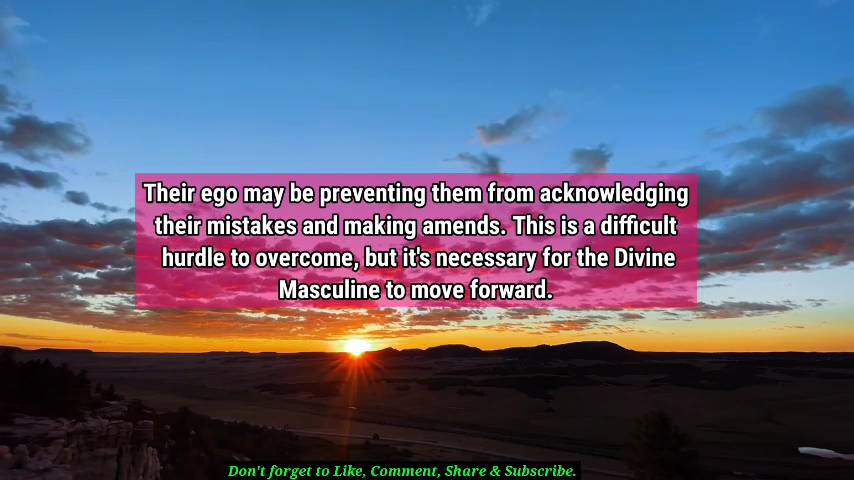 Their ego may be preventing them from acknowledging
their mistakes and making amends. This is a difficult
hurdle to overcome, but it's necessary for the Divine
Masculine to move forward.
Don't forget to Like, Comment, Share & Subscribe.